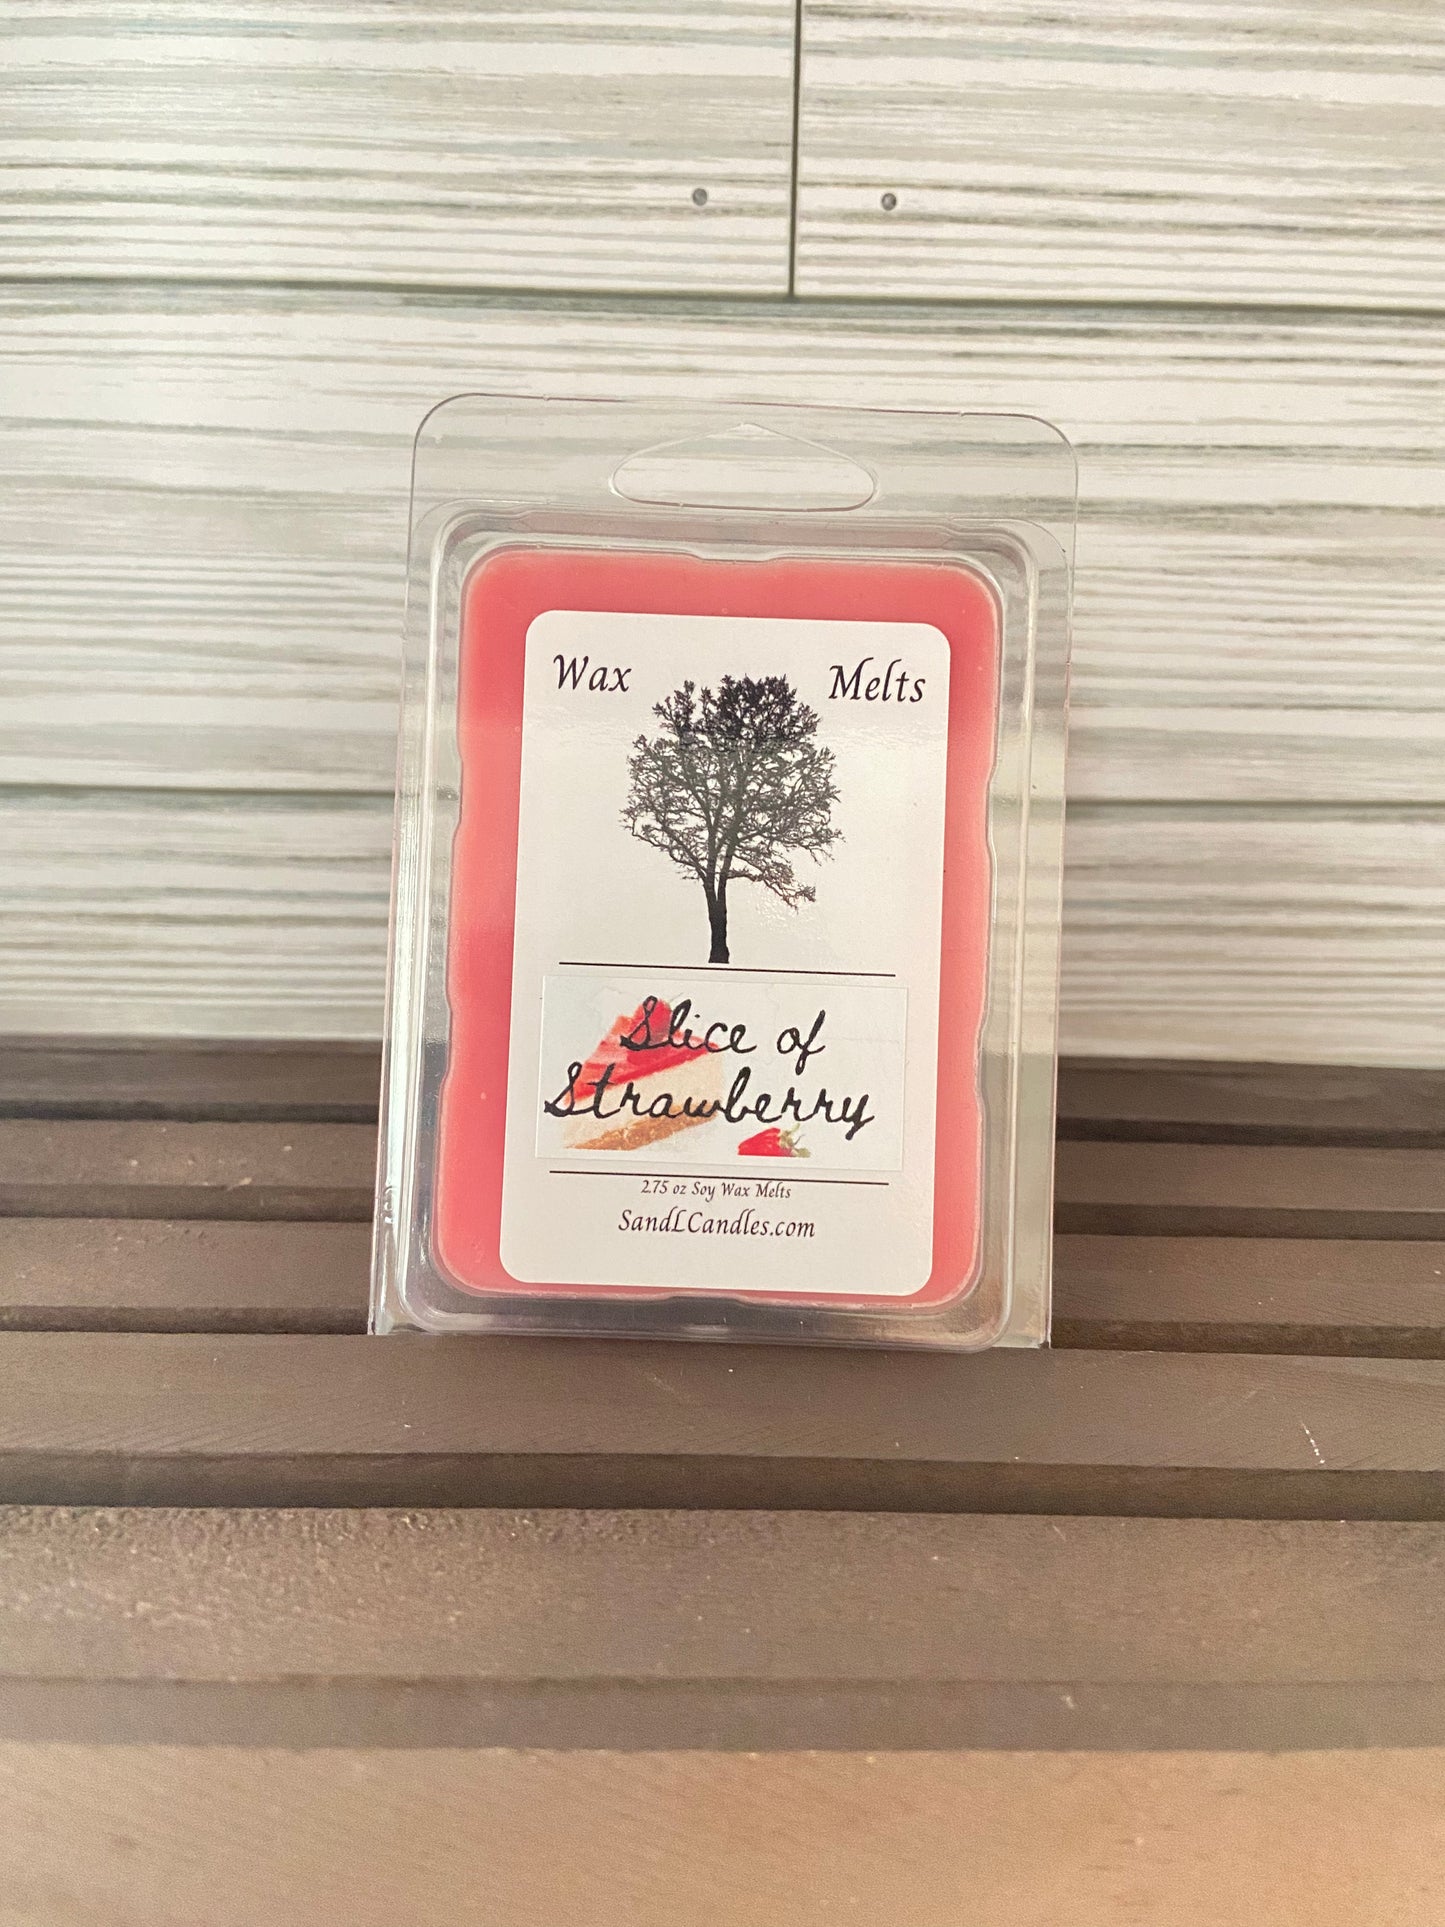 Wax Melts
Slice of
Strawberry
2.75 oz Soy Wax Melts
SandLCandles.com